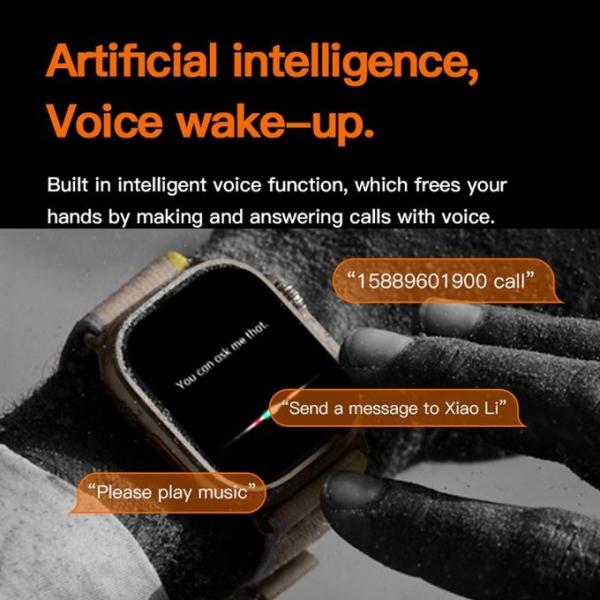 Artificial intelligence,
Voice wake-up.
Built in intelligent voice function, which frees your
hands by making and answering calls with voice.
“15889601900 call”
You can ask me that.
“Send a message to Xiao Li”
“Please play music”